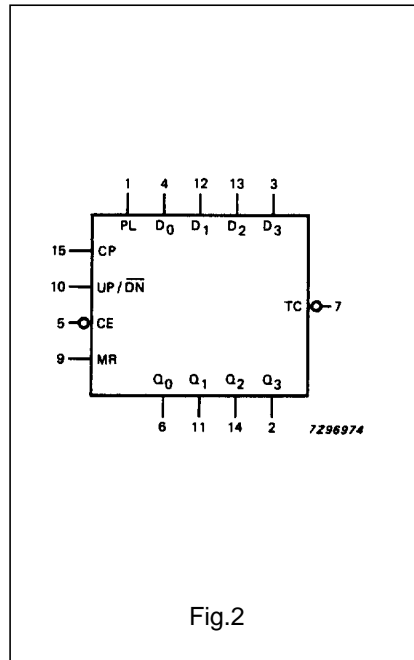 1 4 12 13 3
PL D0 D1 D2 D3
15 CP
10 UP/D̅N̅
TC 7
5 CE
9 MR
Q0 Q1 Q2 Q3
6 11 14 2
7Z96974
Fig.2